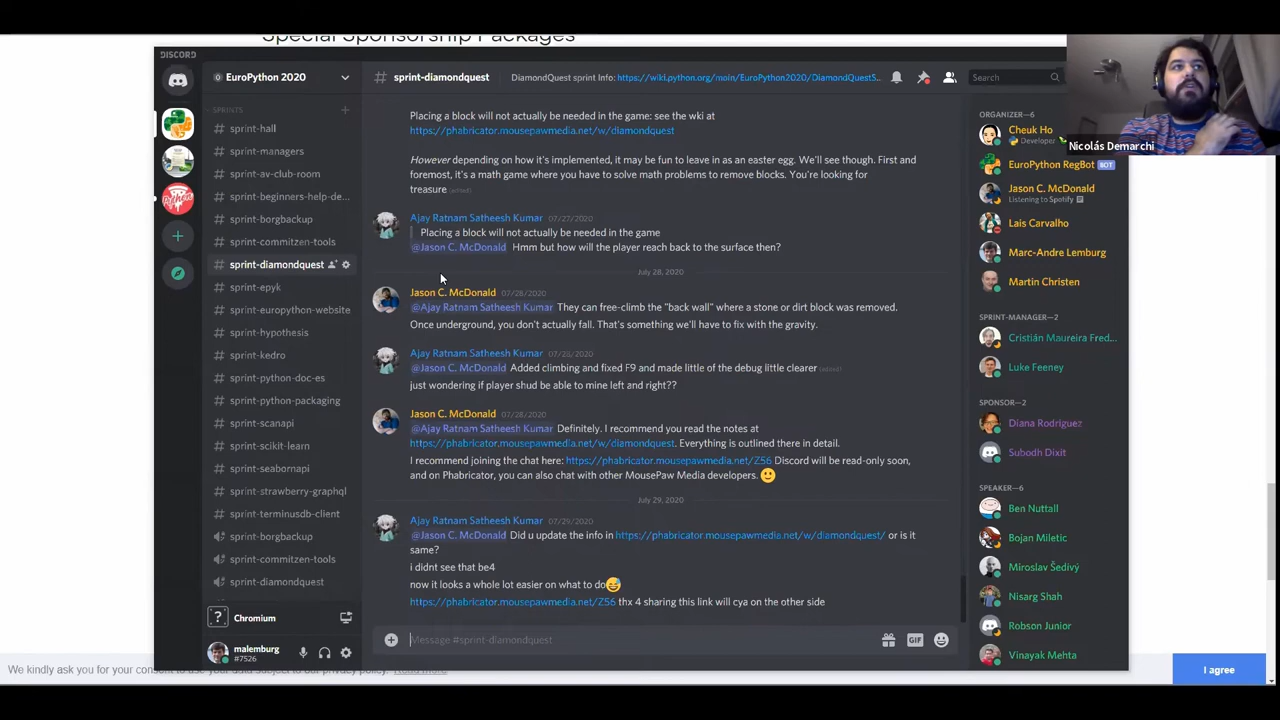 Special Sponsorship Packages
DISCORD
EuroPython 2020
# sprint-diamondquest
DiamondQuest sprint Info: https://wiki.python.org/moin/EuroPython2020/DiamondQuestS...
Search
SPRINTS
# sprint-hall
# sprint-managers
# sprint-av-club-room
# sprint-beginners-help-de...
# sprint-borgbackup
# sprint-commitzen-tools
# sprint-diamondquest
# sprint-epyk
# sprint-europython-website
# sprint-hypothesis
# sprint-kedro
# sprint-python-doc-es
# sprint-python-packaging
# sprint-scanapi
# sprint-scikit-learn
# sprint-seabornapi
# sprint-strawberry-graphql
# sprint-terminusdb-client
sprint-borgbackup
sprint-commitzen-tools
sprint-diamondquest
Chromium
malemburg
#7526
Placing a block will not actually be needed in the game: see the wiki at
https://phabricator.mousepawmedia.net/w/diamondquest
However depending on how it's implemented, it may be fun to leave in as an easter egg. We'll see though. First and
foremost, it's a math game where you have to solve math problems to remove blocks. You're looking for
treasure (edited)
Ajay Ratnam Satheesh Kumar 07/27/2020
Placing a block will not actually be needed in the game
@Jason C. McDonald Hmm but how will the player reach back to the surface then?
July 28, 2020
Jason C. McDonald 07/28/2020
@Ajay Ratnam Satheesh Kumar They can free-climb the "back wall" where a stone or dirt block was removed.
Once underground, you don't actually fall. That's something we'll have to fix with the gravity.
Ajay Ratnam Satheesh Kumar 07/28/2020
@Jason C. McDonald Added climbing and fixed F9 and made little of the debug little clearer (edited)
just wondering if player shud be able to mine left and right??
Jason C. McDonald 07/28/2020
@Ajay Ratnam Satheesh Kumar Definitely. I recommend you read the notes at
https://phabricator.mousepawmedia.net/w/diamondquest. Everything is outlined there in detail.
I recommend joining the chat here: https://phabricator.mousepawmedia.net/Z56 Discord will be read-only soon,
and on Phabricator, you can also chat with other MousePaw Media developers.
July 29, 2020
Ajay Ratnam Satheesh Kumar 07/29/2020
@Jason C. McDonald Did u update the info in https://phabricator.mousepawmedia.net/w/diamondquest/ or is it
same?
i didnt see that be4
now it looks a whole lot easier on what to do
https://phabricator.mousepawmedia.net/Z56 thx 4 sharing this link will cya on the other side
Message #sprint-diamondquest
GIF
ORGANIZER—6
Cheuk Ho
Developer
EuroPython RegBot BOT
Jason C. McDonald
Listening to Spotify
Lais Carvalho
Marc-Andre Lemburg
Martin Christen
SPRINT-MANAGER—2
Cristián Maureira Fred...
Luke Feeney
SPONSOR—2
Diana Rodriguez
Subodh Dixit
SPEAKER—6
Ben Nuttall
Bojan Miletic
Miroslav Šedivý
Nisarg Shah
Robson Junior
Vinayak Mehta
Nicolás Demarchi
We kindly ask you for your consent to use your data subject to our privacy policy. Read More
I agree